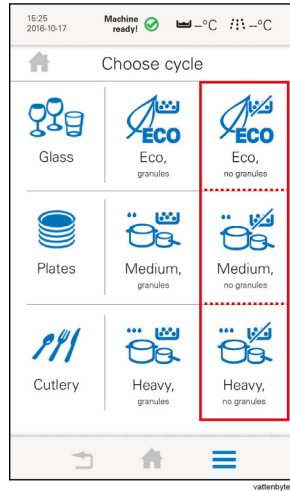 15:25
2016-10-17
Machine
ready!
–°C
--°C
Choose cycle
ECO
ECO
Glass
Eco,
granules
Eco,
no granules
Plates
Medium,
granules
Medium,
no granules
Cutlery
Heavy,
granules
Heavy,
no granules
vattenbyte